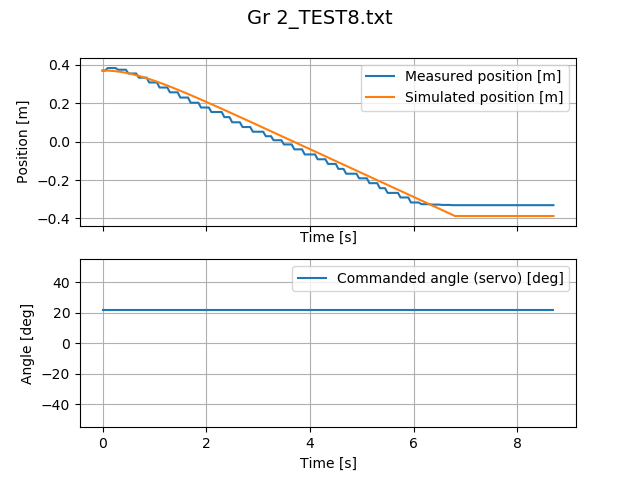 Gr 2_TEST8.txt
0.4
0.2
0.0
−0.2
−0.4
Position [m]
Measured position [m]
Simulated position [m]
Time [s]
40
20
0
−20
−40
Angle [deg]
Commanded angle (servo) [deg]
0 2 4 6 8
Time [s]